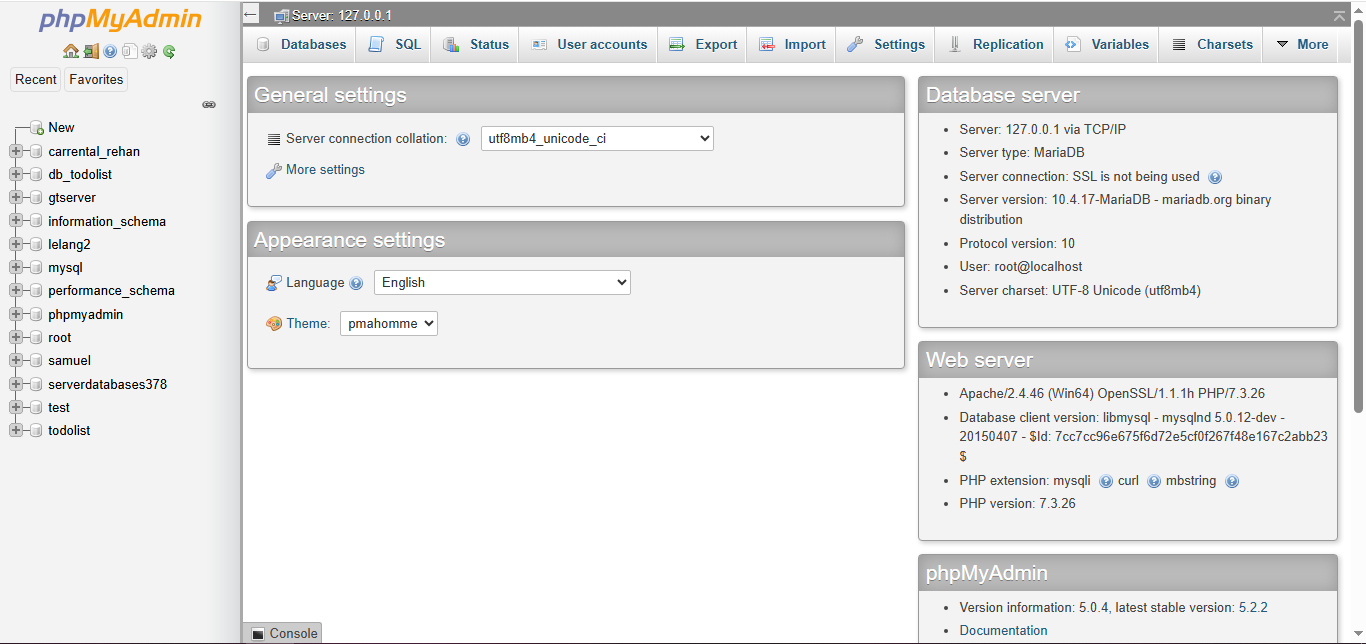 phpMyAdmin
Recent Favorites
New
carrental_rehan
db_todolist
gtserver
information_schema
lelang2
mysql
performance_schema
phpmyadmin
root
samuel
serverdatabases378
test
todolist
Server: 127.0.0.1
Databases SQL Status User accounts Export Import Settings Replication Variables Charsets More
General settings
Server connection collation: utf8mb4_unicode_ci
More settings
Appearance settings
Language English
Theme: pmahomme
Database server
• Server: 127.0.0.1 via TCP/IP
• Server type: MariaDB
• Server connection: SSL is not being used
• Server version: 10.4.17-MariaDB - mariadb.org binary
distribution
• Protocol version: 10
• User: root@localhost
• Server charset: UTF-8 Unicode (utf8mb4)
Web server
• Apache/2.4.46 (Win64) OpenSSL/1.1.1h PHP/7.3.26
• Database client version: libmysql - mysqlnd 5.0.12-dev -
20150407 - $Id: 7cc7cc96e675f6d72e5cf0f267f48e167c2abb23
$
• PHP extension: mysqli curl mbstring
• PHP version: 7.3.26
phpMyAdmin
• Version information: 5.0.4, latest stable version: 5.2.2
• Documentation
Console